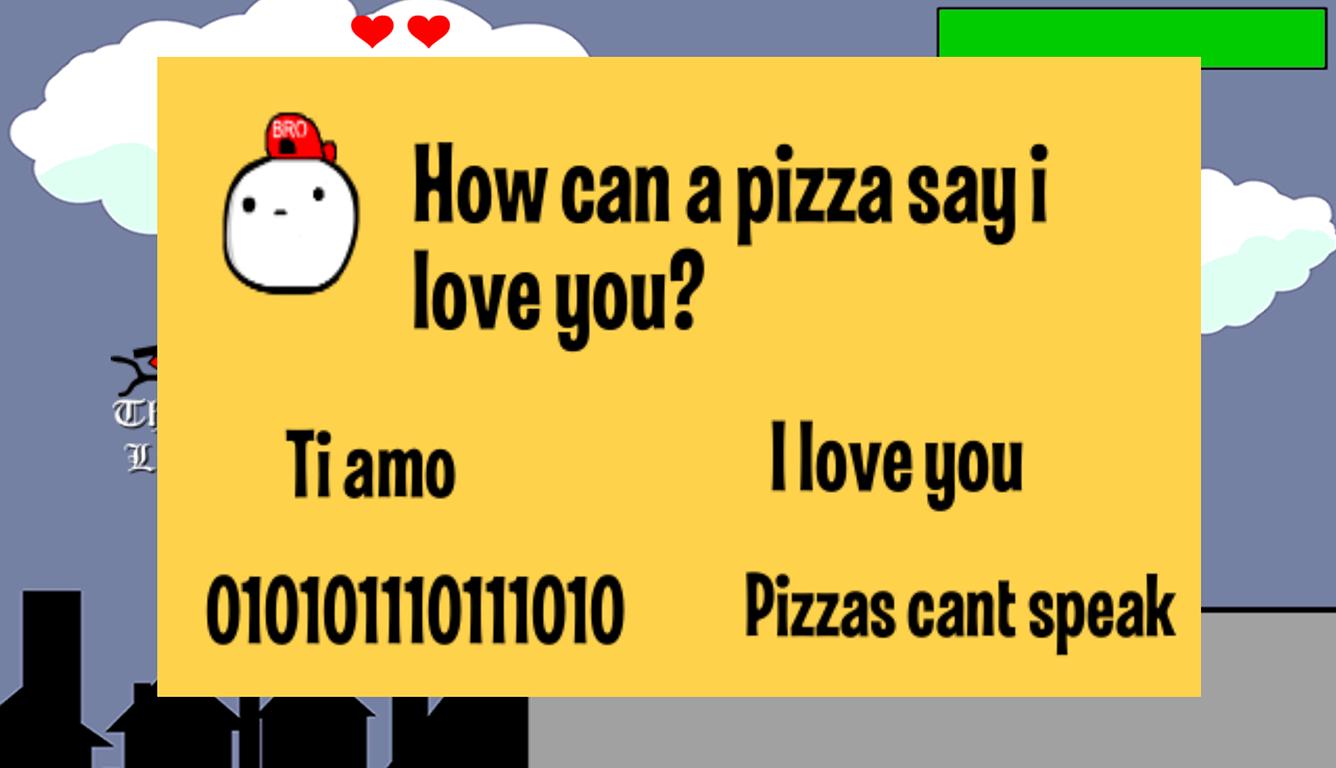 BRO
How can a pizza say i
love you?
Ti amo
I love you
010101110111010
Pizzas cant speak